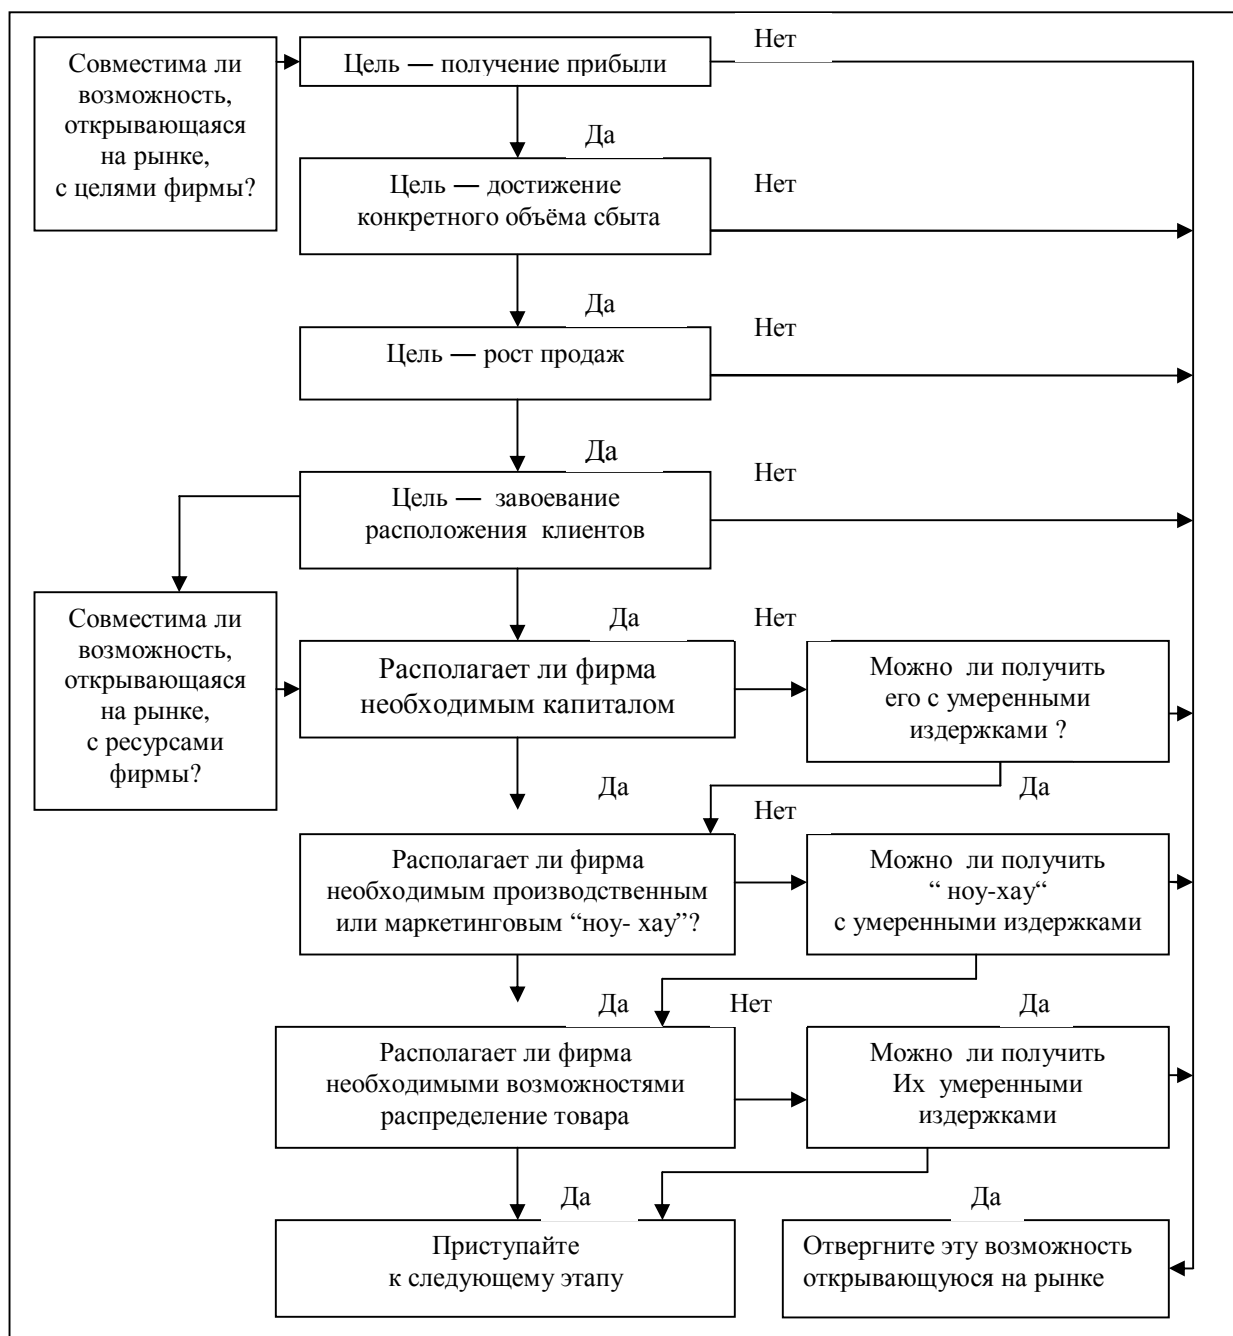 Совместима ли
возможность,
открывающаяся
на рынке,
с целями фирмы?
Цель — получение прибыли
Нет
Да
Цель — достижение
конкретного объёма сбыта
Нет
Да
Цель — рост продаж
Нет
Да
Цель — завоевание
расположения клиентов
Нет
Совместима ли
возможность,
открывающаяся
на рынке,
с ресурсами
фирмы?
Да
Нет
Располагает ли фирма
необходимым капиталом
Можно ли получить
его с умеренными
издержками ?
Да
Нет
Да
Располагает ли фирма
необходимым производственным
или маркетинговым “ноу- хау”?
Можно ли получить
“ ноу-хау“
с умеренными издержками
Да
Нет
Да
Располагает ли фирма
необходимыми возможностями
распределение товара
Можно ли получить
Их умеренными
издержками
Да
Да
Приступайте
к следующему этапу
Отвергните эту возможность
открывающуюся на рынке